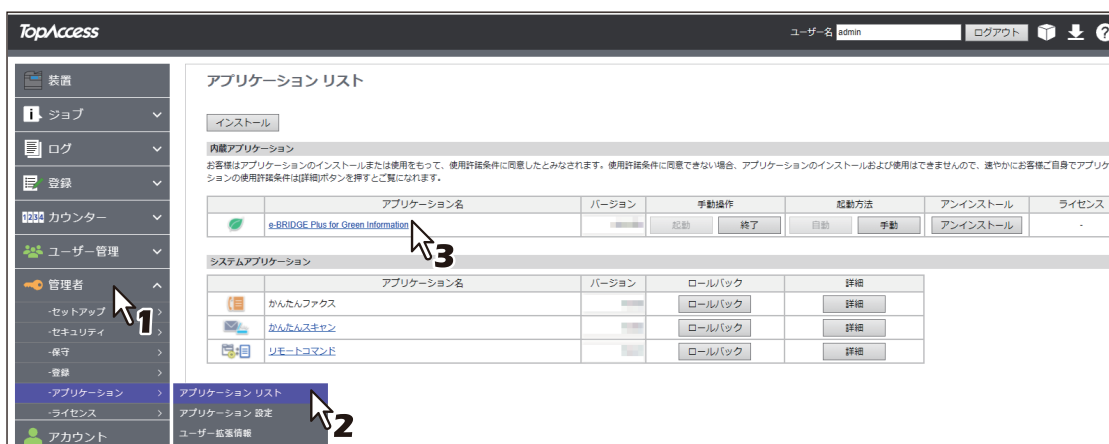 TopAccess
ユーザー名 admin ログアウト
装置
ジョブ
ログ
登録
1234 カウンター
ユーザー管理
管理者
-セットアップ
-セキュリティ
-保守
-登録
-アプリケーション
-ライセンス
アカウント
1
アプリケーション リスト
アプリケーション 設定
ユーザー拡張情報
2
アプリケーション リスト
インストール
内蔵アプリケーション
お客様はアプリケーションのインストールまたは使用をもって、使用許諾条件に同意したとみなされます。使用許諾条件に同意できない場合、アプリケーションのインストールおよび使用はできませんので、速やかにお客様ご自身でアプリケ
ションの使用許諾条件は[詳細]ボタンを押すとご覧になれます。
アプリケーション名 バージョン 手動操作 起動方法 アンインストール ライセンス
e-BRIDGE Plus for Green Information 起動 終了 自動 手動 アンインストール -
3
システムアプリケーション
アプリケーション名 バージョン ロールバック 詳細
かんたんファクス ロールバック 詳細
かんたんスキャン ロールバック 詳細
リモートコマンド ロールバック 詳細